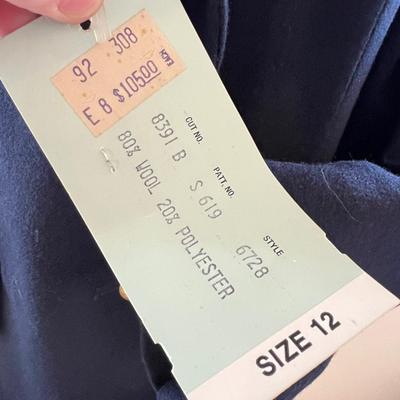 92 308
EACH
E 8 $105.00
CUT NO.
8391 B
PATT. NO.
S 619
STYLE
6728
80% WOOL 20% POLYESTER
SIZE 12